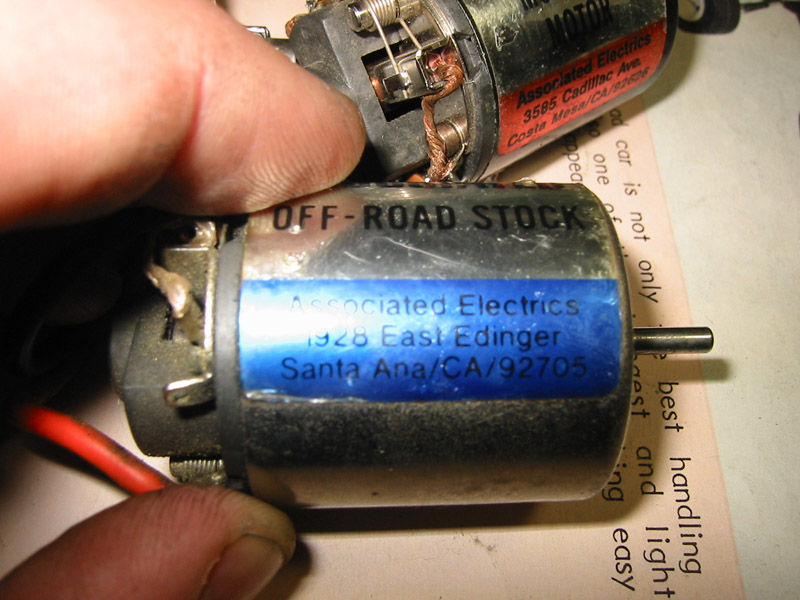 MOTOR
Associated Electrics
3585 Cadillac Ave.
Costa Mesa/CA/92626
OFF-ROAD STOCK
Associated Electrics
1928 East Edinger
Santa Ana/CA/92705
car is not only best handling
one of and light
easy